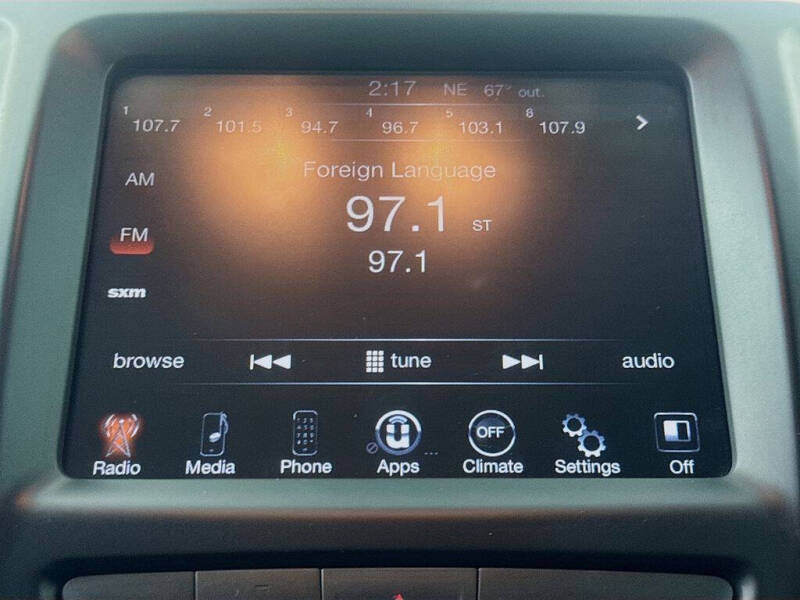 2:17 NE 67° out.
1 2 3 4 5 6
107.7 101.5 94.7 96.7 103.1 107.9
AM
Foreign Language
97.1 ST
FM
97.1
sxm
browse tune audio
OFF
Radio Media Phone Apps Climate Settings Off